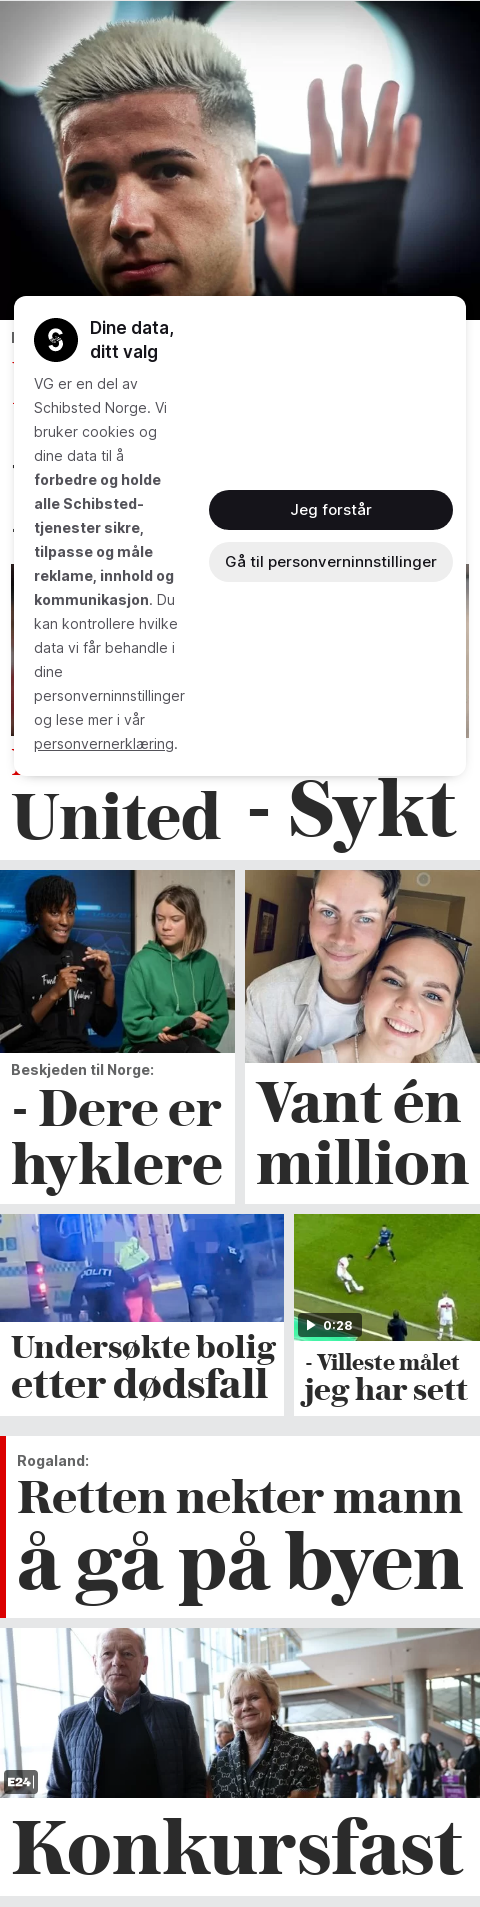 Dine data,
ditt valg
VG er en del av
Schibsted Norge. Vi
bruker cookies og
dine data til å
forbedre og holde
alle Schibsted-
tjenester sikre,
tilpasse og måle
reklame, innhold og
kommunikasjon. Du
kan kontrollere hvilke
data vi får behandle i
dine
personverninnstillinger
og lese mer i vår
personvernerklæring.
Jeg forstår
Gå til personverninnstillinger
United
- Sykt
Beskjeden til Norge:
- Dere er
hyklere
Vant én
million
POLITI
Undersøkte bolig
etter dødsfall
0:28
- Villeste målet
jeg har sett
Rogaland:
Retten nekter mann
å gå på byen
E24
Konkursfast